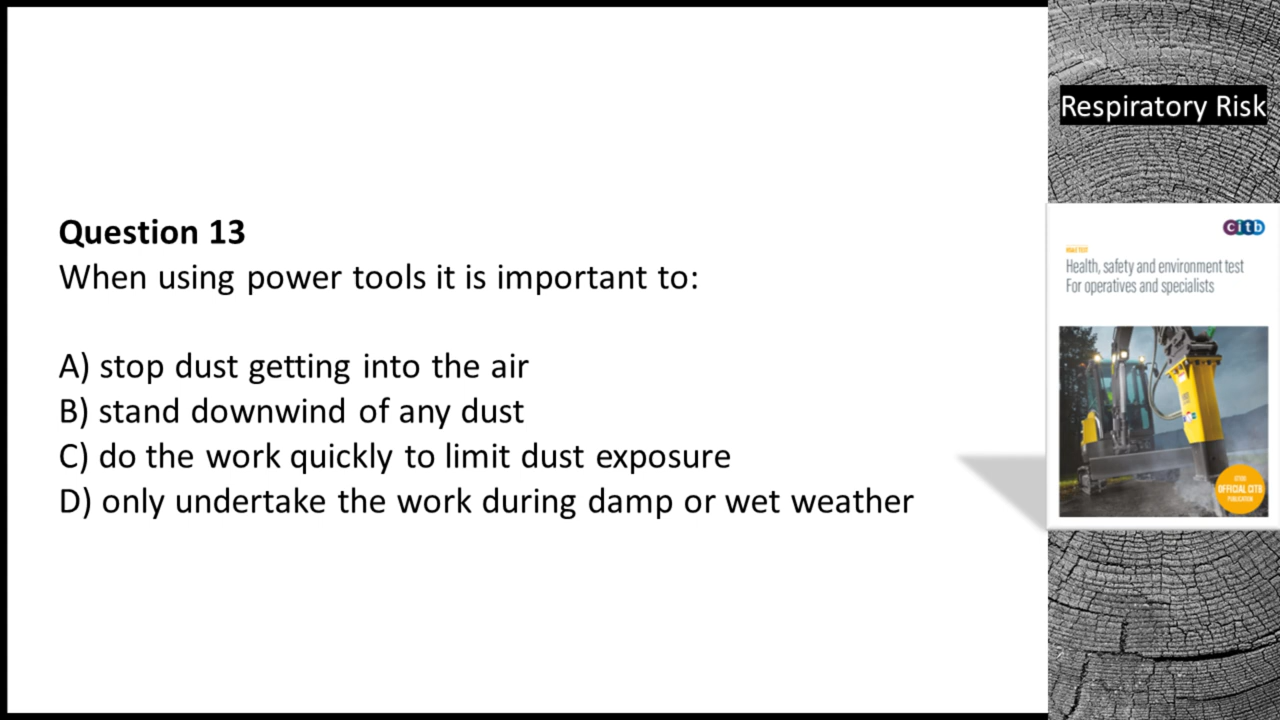 Question 13
When using power tools it is important to:
A) stop dust getting into the air
B) stand downwind of any dust
C) do the work quickly to limit dust exposure
D) only undertake the work during damp or wet weather
Respiratory Risk
citb
Health, safety and environment test
For operatives and specialists
OFFICIAL CITB
PUBLICATION